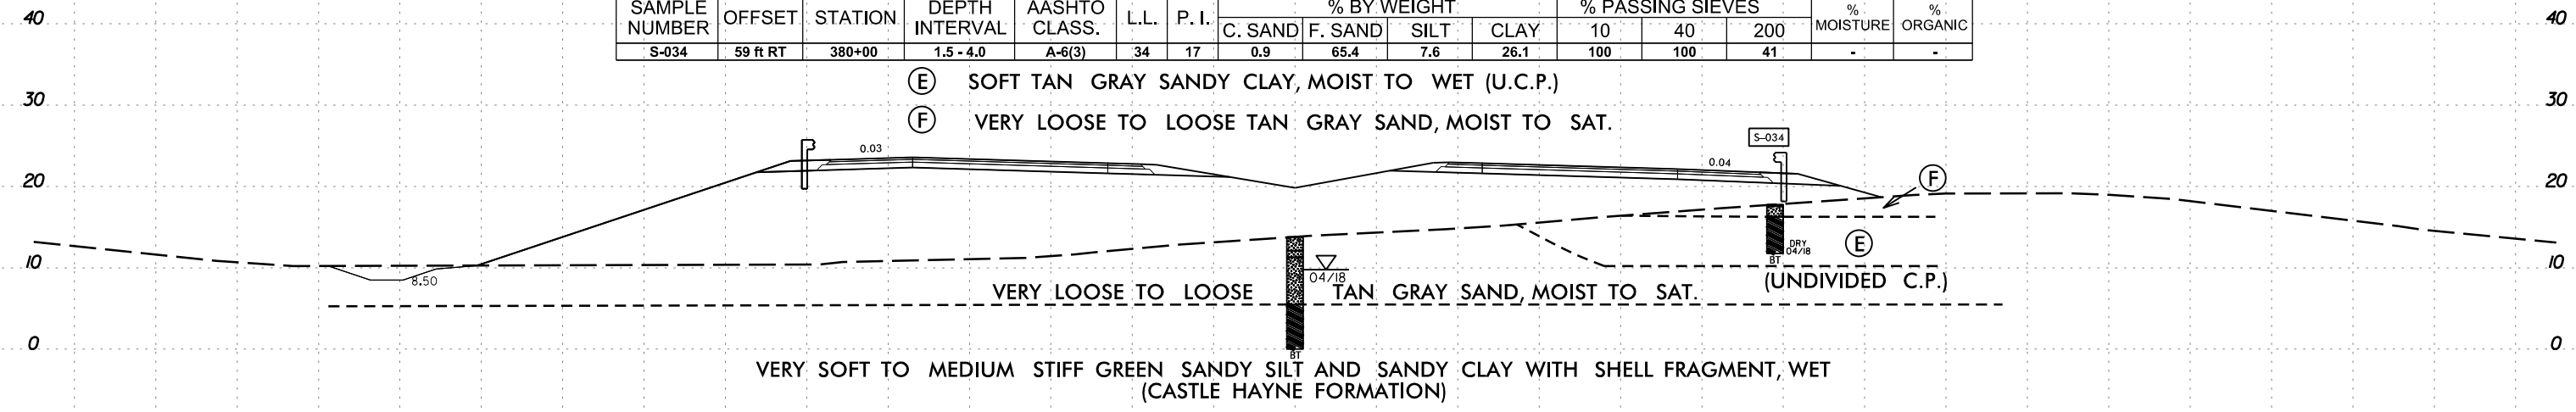 40 40
SAMPLE NUMBER OFFSET STATION DEPTH INTERVAL AASHTO CLASS. L.L. P.I. % BY WEIGHT % PASSING SIEVES % MOISTURE % ORGANIC
C. SAND F. SAND SILT CLAY 10 40 200
S-034 59 ft RT 380+00 1.5 - 4.0 A-6(3) 34 17 0.9 65.4 7.6 26.1 100 100 41 - -
E SOFT TAN GRAY SANDY CLAY, MOIST TO WET (U.C.P.)
30 30
F VERY LOOSE TO LOOSE TAN GRAY SAND, MOIST TO SAT.
S-034
0.03 0.04
20 F 20
DRY
04/18
E
BT
10 10
8.50 04/18
(UNDIVIDED C.P.)
VERY LOOSE TO LOOSE TAN GRAY SAND, MOIST TO SAT.
0 0
BT
VERY SOFT TO MEDIUM STIFF GREEN SANDY SILT AND SANDY CLAY WITH SHELL FRAGMENT, WET
(CASTLE HAYNE FORMATION)